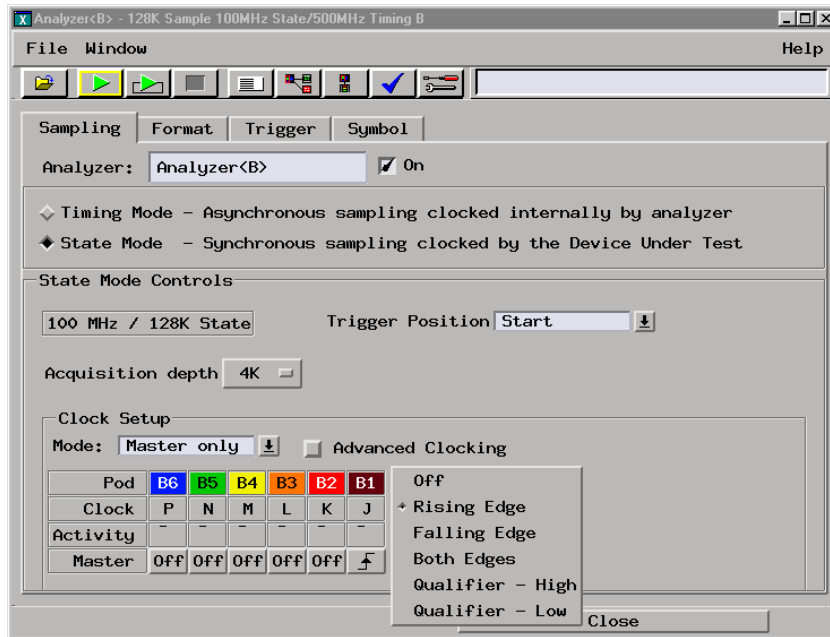 Analyzer<B> - 128K Sample 100MHz State/500MHz Timing B
File Window Help
Sampling Format Trigger Symbol
Analyzer: Analyzer<B> On
Timing Mode - Asynchronous sampling clocked internally by analyzer
State Mode - Synchronous sampling clocked by the Device Under Test
State Mode Controls
100 MHz / 128K State Trigger Position Start
Acquisition depth 4K
Clock Setup
Mode: Master only Advanced Clocking
Pod B6 B5 B4 B3 B2 B1
Clock P N M L K J
Activity
Master Off Off Off Off Off
Off
Rising Edge
Falling Edge
Both Edges
Qualifier - High
Qualifier - Low
Close